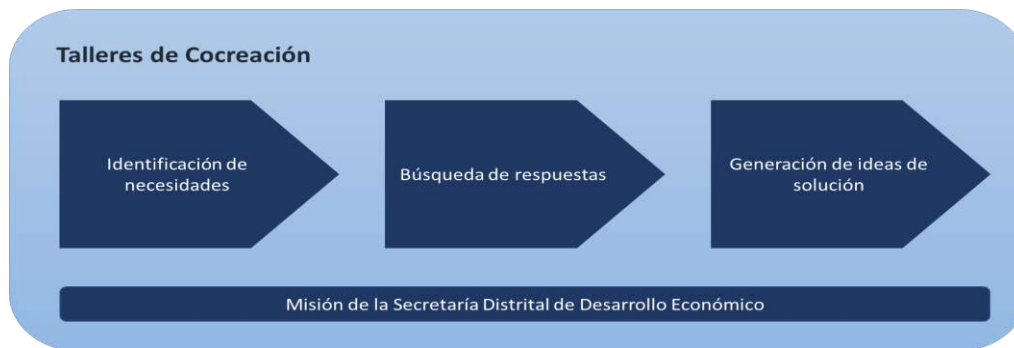 Talleres de Cocreación
Identificación de
necesidades
Búsqueda de respuestas
Generación de ideas de
solución
Misión de la Secretaría Distrital de Desarrollo Económico